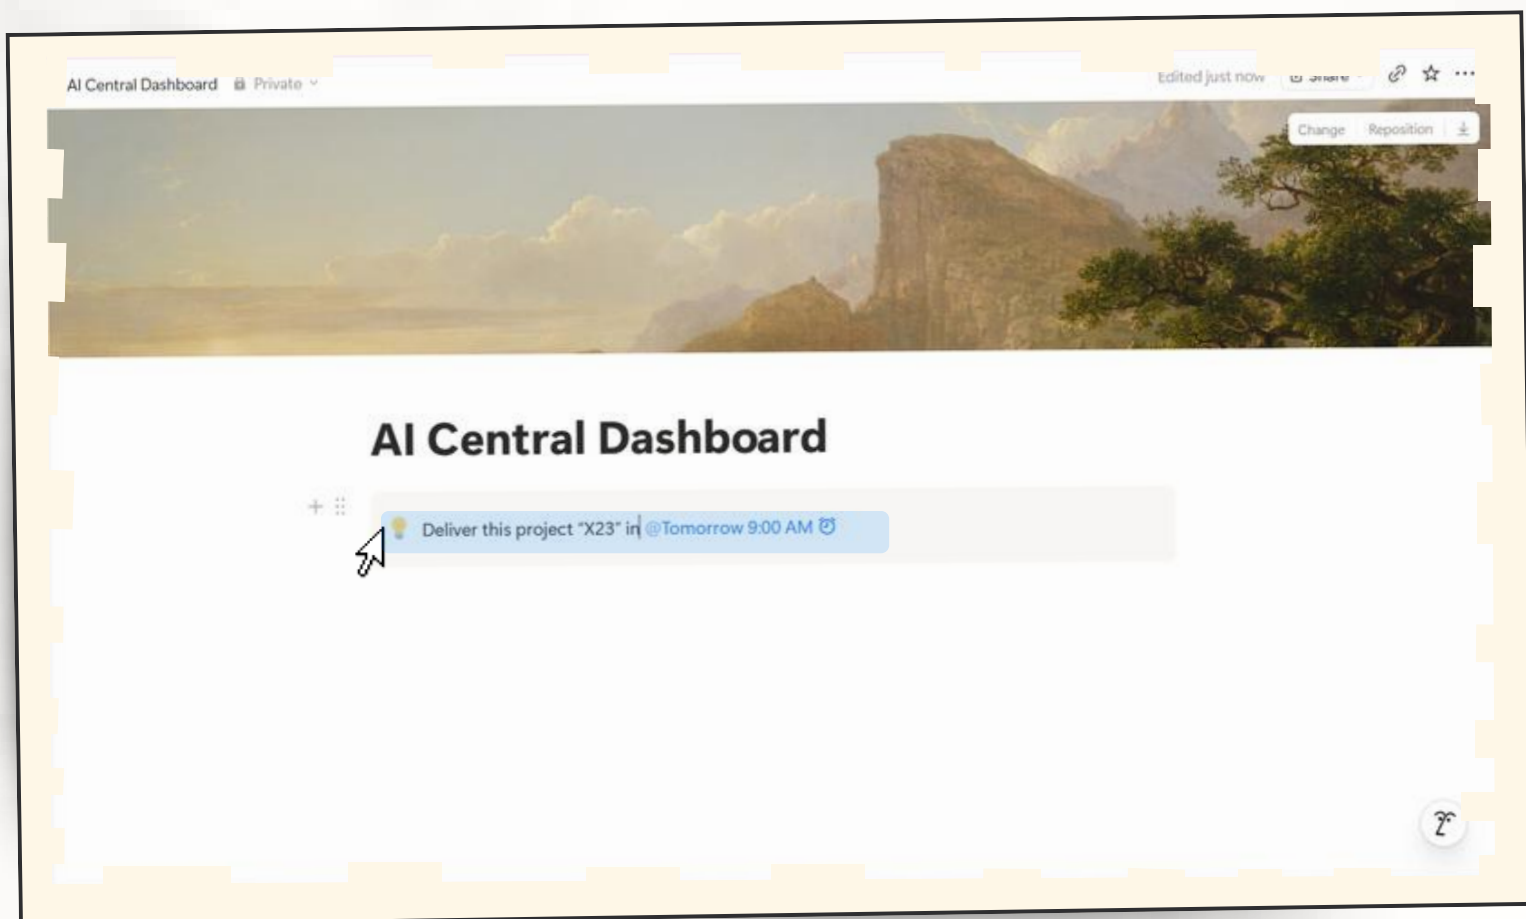 AI Central Dashboard Private
Edited just now Share
Change Reposition
AI Central Dashboard
Deliver this project “X23” in @Tomorrow 9:00 AM